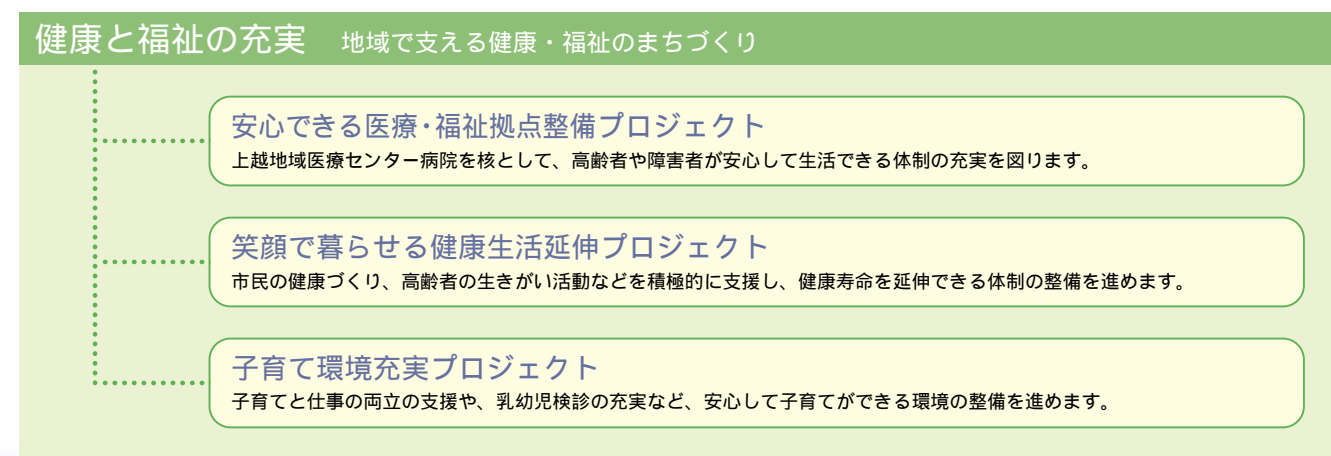 健康と福祉の充実　地域で支える健康・福祉のまちづくり
安心できる医療・福祉拠点整備プロジェクト
上越地域医療センター病院を核として、高齢者や障害者が安心して生活できる体制の充実を図ります。
笑顔で暮らせる健康生活延伸プロジェクト
市民の健康づくり、高齢者の生きがい活動などを積極的に支援し、健康寿命を延伸できる体制の整備を進めます。
子育て環境充実プロジェクト
子育てと仕事の両立の支援や、乳幼児検診の充実など、安心して子育てができる環境の整備を進めます。